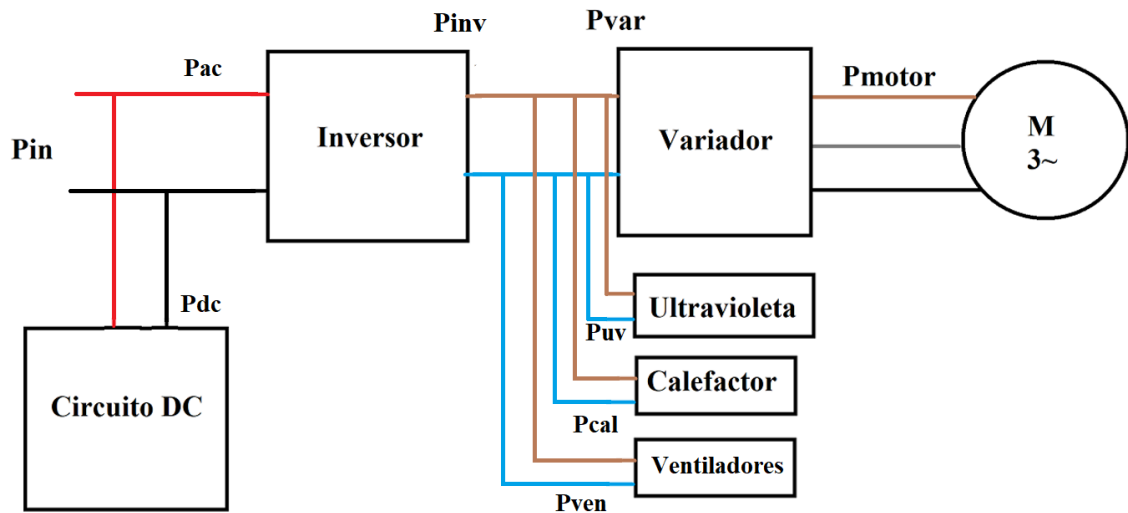 Pinv
Pvar
Pac
Pmotor
Pin
Inversor
Variador
M
3~
Pdc
Ultravioleta
Puv
Circuito DC
Calefactor
Pcal
Ventiladores
Pven